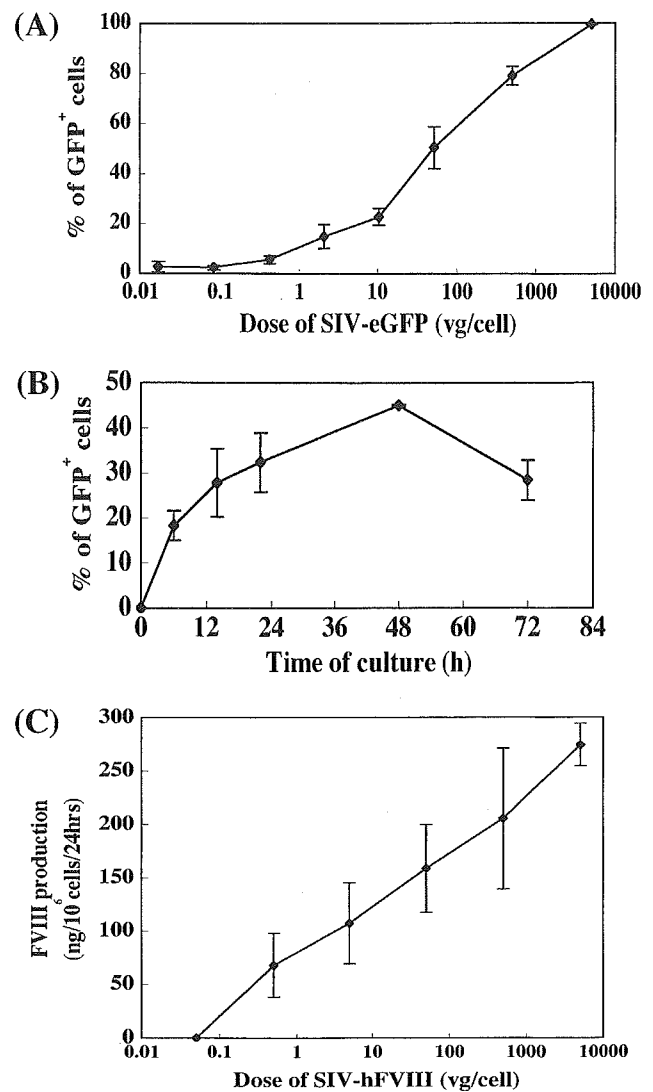 (A)
100
80
60
40
20
0
% of GFP+ cells
0.01 0.1 1 10 100 1000 10000
Dose of SIV-eGFP (vg/cell)
(B)
50
40
30
20
10
0
% of GFP+ cells
0 12 24 36 48 60 72 84
Time of culture (h)
(C)
300
250
200
150
100
50
0
FVIII production
(ng/10⁶ cells/24hrs)
0.01 0.1 1 10 100 1000 10000
Dose of SIV-hFVIII (vg/cell)